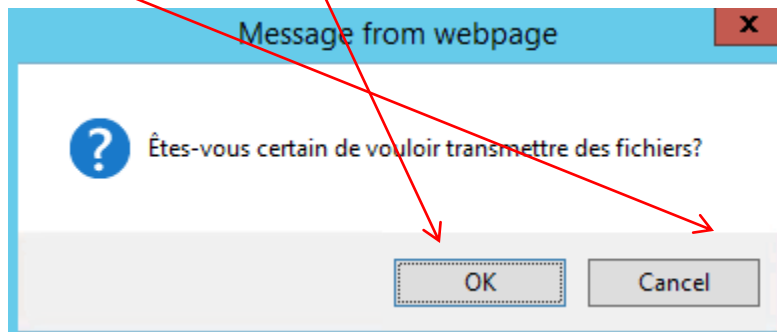 Message from webpage
x
?
Êtes-vous certain de vouloir transmettre des fichiers?
OK
Cancel